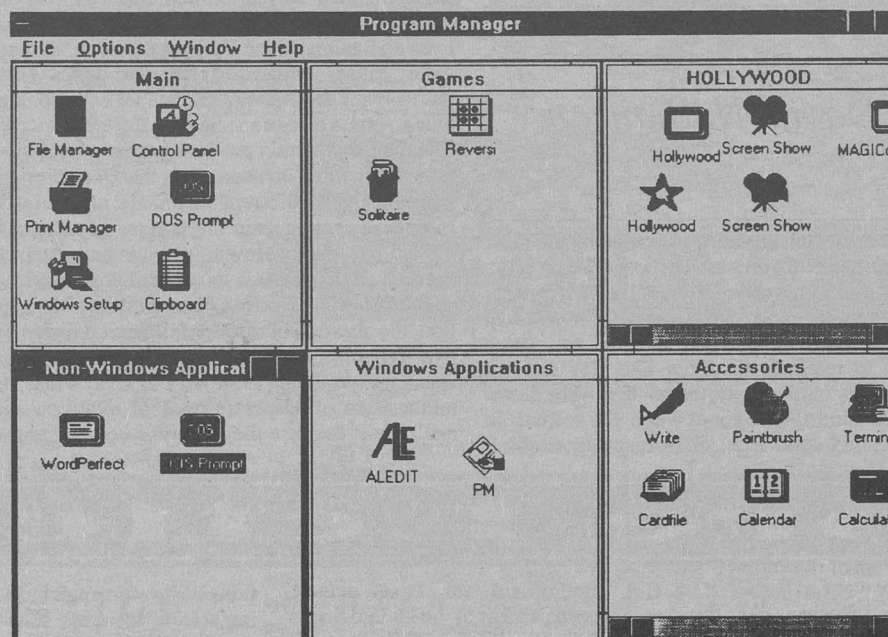 Program Manager
File Options Window Help
Main
File Manager Control Panel
Print Manager DOS Prompt
Windows Setup Clipboard
Games
Reversi
Solitaire
HOLLYWOOD
Hollywood Screen Show
Hollywood Screen Show
Non-Windows Applicat
WordPerfect DOS Prompt
Windows Applications
ALEDIT PM
Accessories
Write Paintbrush Termin
Cardfile Calendar Calcula